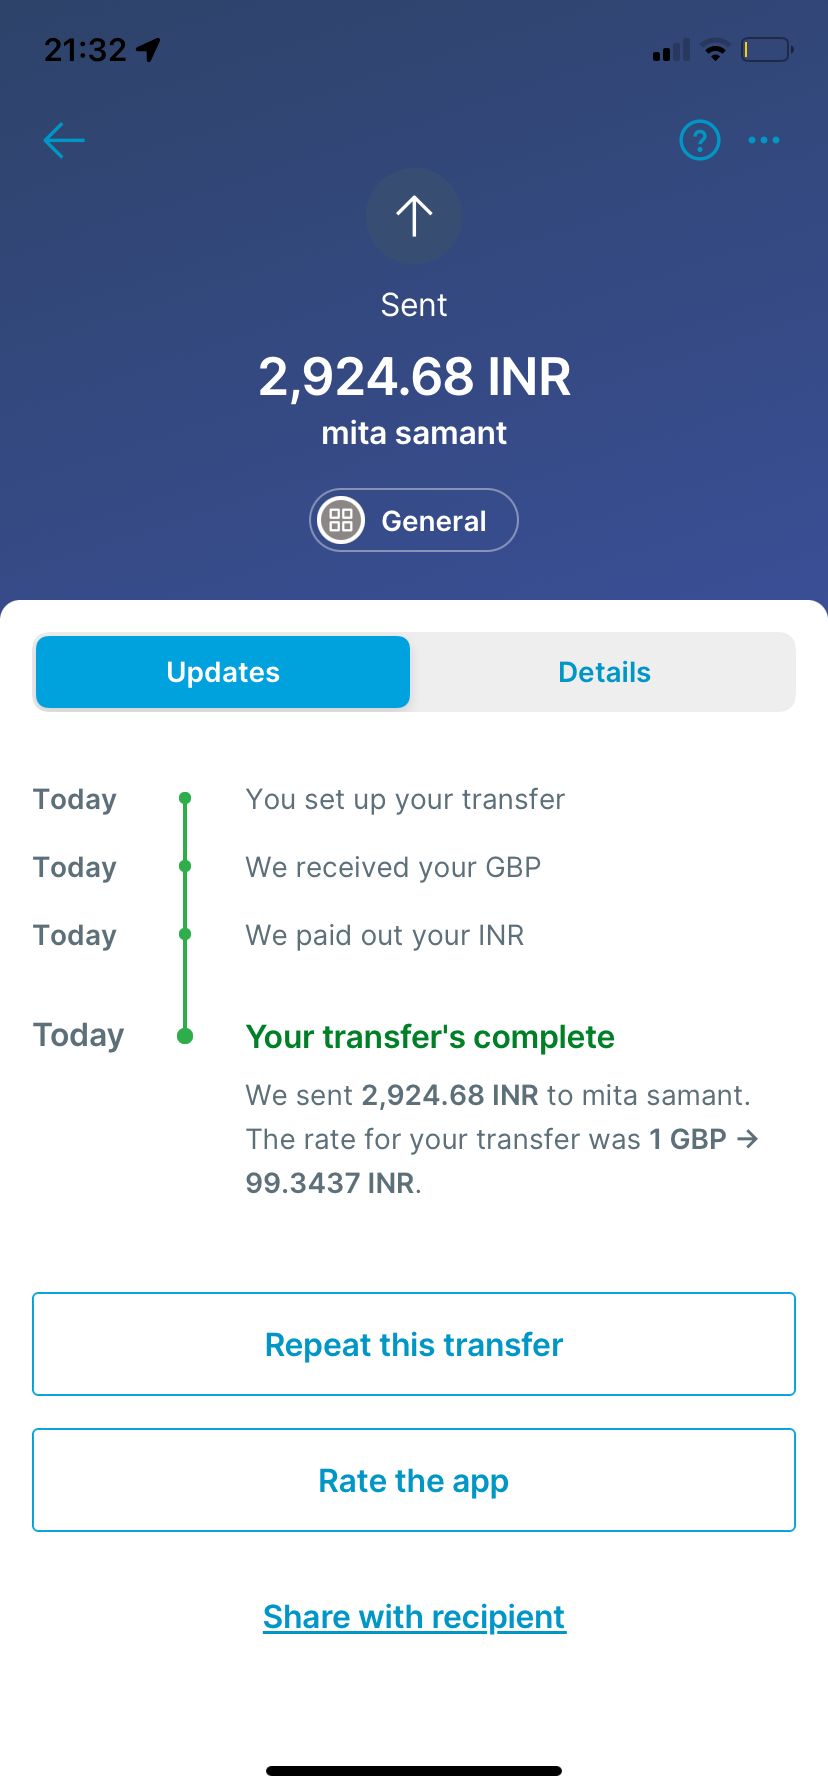 21:32
?
Sent
2,924.68 INR
mita samant
General
Updates Details
Today You set up your transfer
Today We received your GBP
Today We paid out your INR
Today Your transfer's complete
We sent 2,924.68 INR to mita samant.
The rate for your transfer was 1 GBP →
99.3437 INR.
Repeat this transfer
Rate the app
Share with recipient